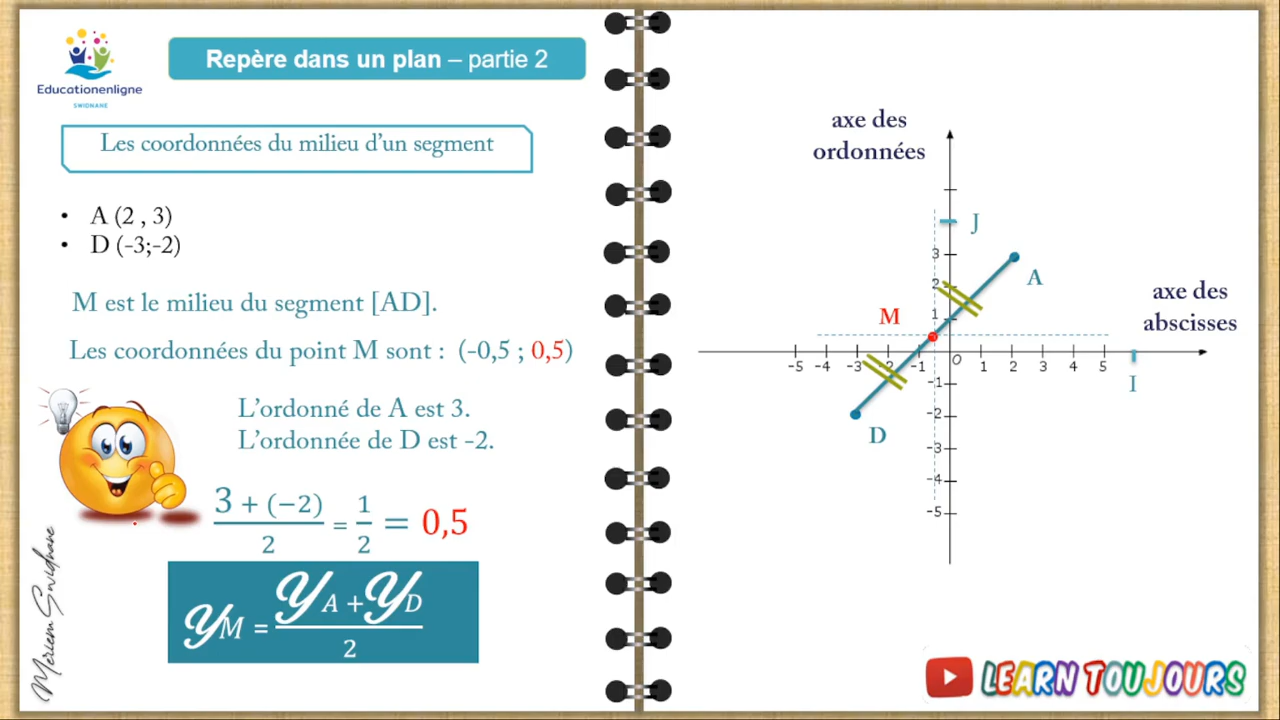 Educationenligne
SWIDNANE
Repère dans un plan – partie 2
Les coordonnées du milieu d'un segment
• A (2 , 3)
• D (-3;-2)
M est le milieu du segment [AD].
Les coordonnées du point M sont : (-0,5 ; 0,5)
L'ordonné de A est 3.
L'ordonnée de D est -2.
3 + (−2)
2
=
1
2
= 0,5
yM = yA + yD
2
Meriem Swidnane
axe des
ordonnées
J
3
A
2
axe des
abscisses
M
1
-5 -4 -3 -2 -1 O 1 2 3 4 5
I
-1
-2
D
-3
-4
-5
LEARN TOUJOURS